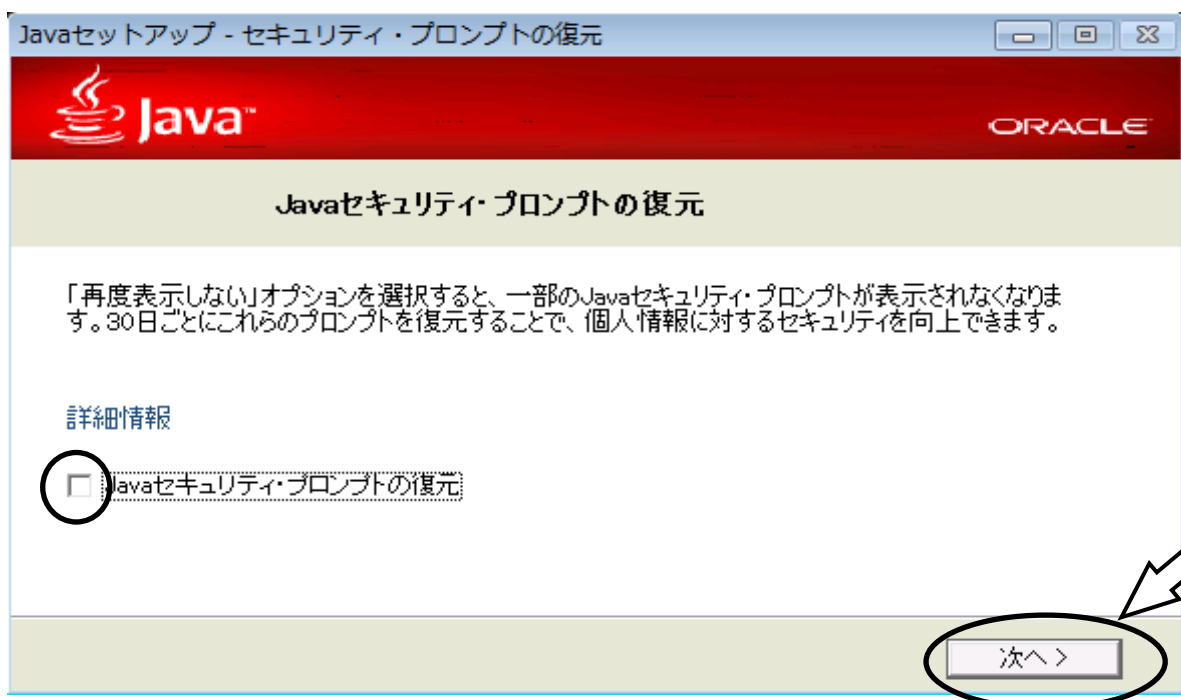 Javaセットアップ - セキュリティ・プロンプトの復元
Java™
ORACLE
Javaセキュリティ・プロンプトの復元
「再度表示しない」オプションを選択すると、一部のJavaセキュリティ・プロンプトが表示されなくなりま
す。30日ごとにこれらのプロンプトを復元することで、個人情報に対するセキュリティを向上できます。
詳細情報
Javaセキュリティ・プロンプトの復元
次へ >